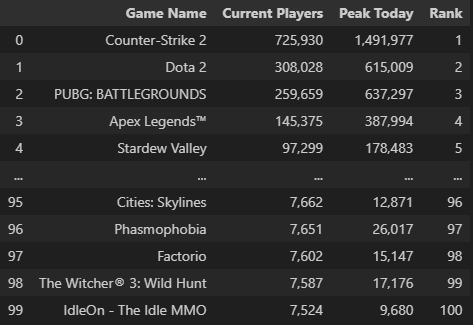 Game Name Current Players Peak Today Rank
0 Counter-Strike 2 725,930 1,491,977 1
1 Dota 2 308,028 615,009 2
2 PUBG: BATTLEGROUNDS 259,659 637,297 3
3 Apex Legends™ 145,375 387,994 4
4 Stardew Valley 97,299 178,483 5
... ... ... ... ...
95 Cities: Skylines 7,662 12,871 96
96 Phasmophobia 7,651 26,017 97
97 Factorio 7,602 15,147 98
98 The Witcher® 3: Wild Hunt 7,587 17,176 99
99 IdleOn - The Idle MMO 7,524 9,680 100